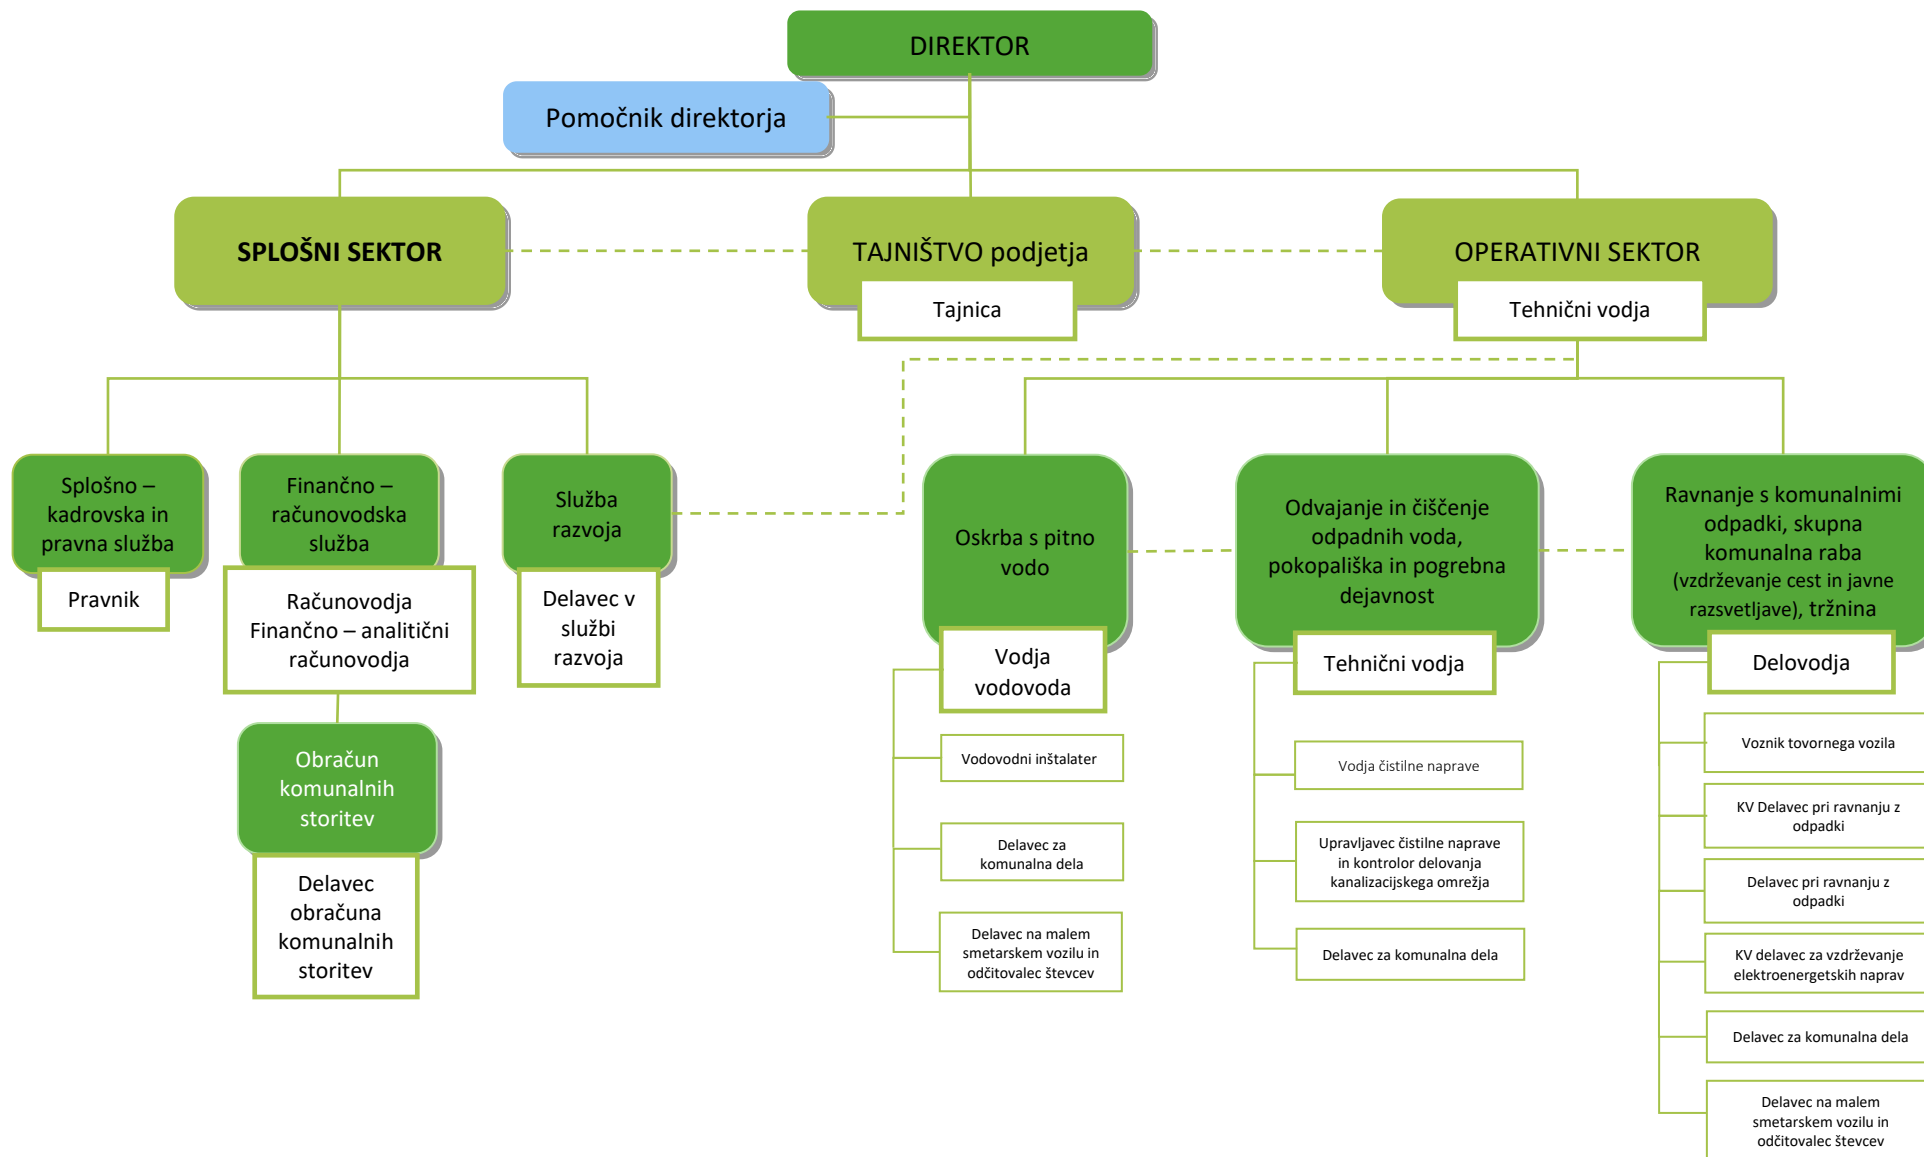 DIREKTOR
Pomočnik direktorja
SPLOŠNI SEKTOR
TAJNIŠTVO podjetja
Tajnica
OPERATIVNI SEKTOR
Tehnični vodja
Splošno –
kadrovska in
pravna služba
Pravnik
Finančno –
računovodska
služba
Računovodja
Finančno – analitični
računovodja
Služba
razvoja
Delavec v
službi
razvoja
Obračun
komunalnih
storitev
Delavec
obračuna
komunalnih
storitev
Oskrba s pitno
vodo
Vodja
vodovoda
Vodovodni inštalater
Delavec za
komunalna dela
Delavec na malem
smetarskem vozilu in
odčitovalec števcev
Odvajanje in čiščenje
odpadnih voda,
pokopališka in pogrebna
dejavnost
Tehnični vodja
Vodja čistilne naprave
Upravljavec čistilne naprave
in kontrolor delovanja
kanalizacijskega omrežja
Delavec za komunalna dela
Ravnanje s komunalnimi
odpadki, skupna
komunalna raba
(vzdrževanje cest in javne
razsvetljave), tržnina
Delovodja
Voznik tovornega vozila
KV Delavec pri ravnanju z
odpadki
Delavec pri ravnanju z
odpadki
KV delavec za vzdrževanje
elektroenergetskih naprav
Delavec za komunalna dela
Delavec na malem
smetarskem vozilu in
odčitovalec števcev